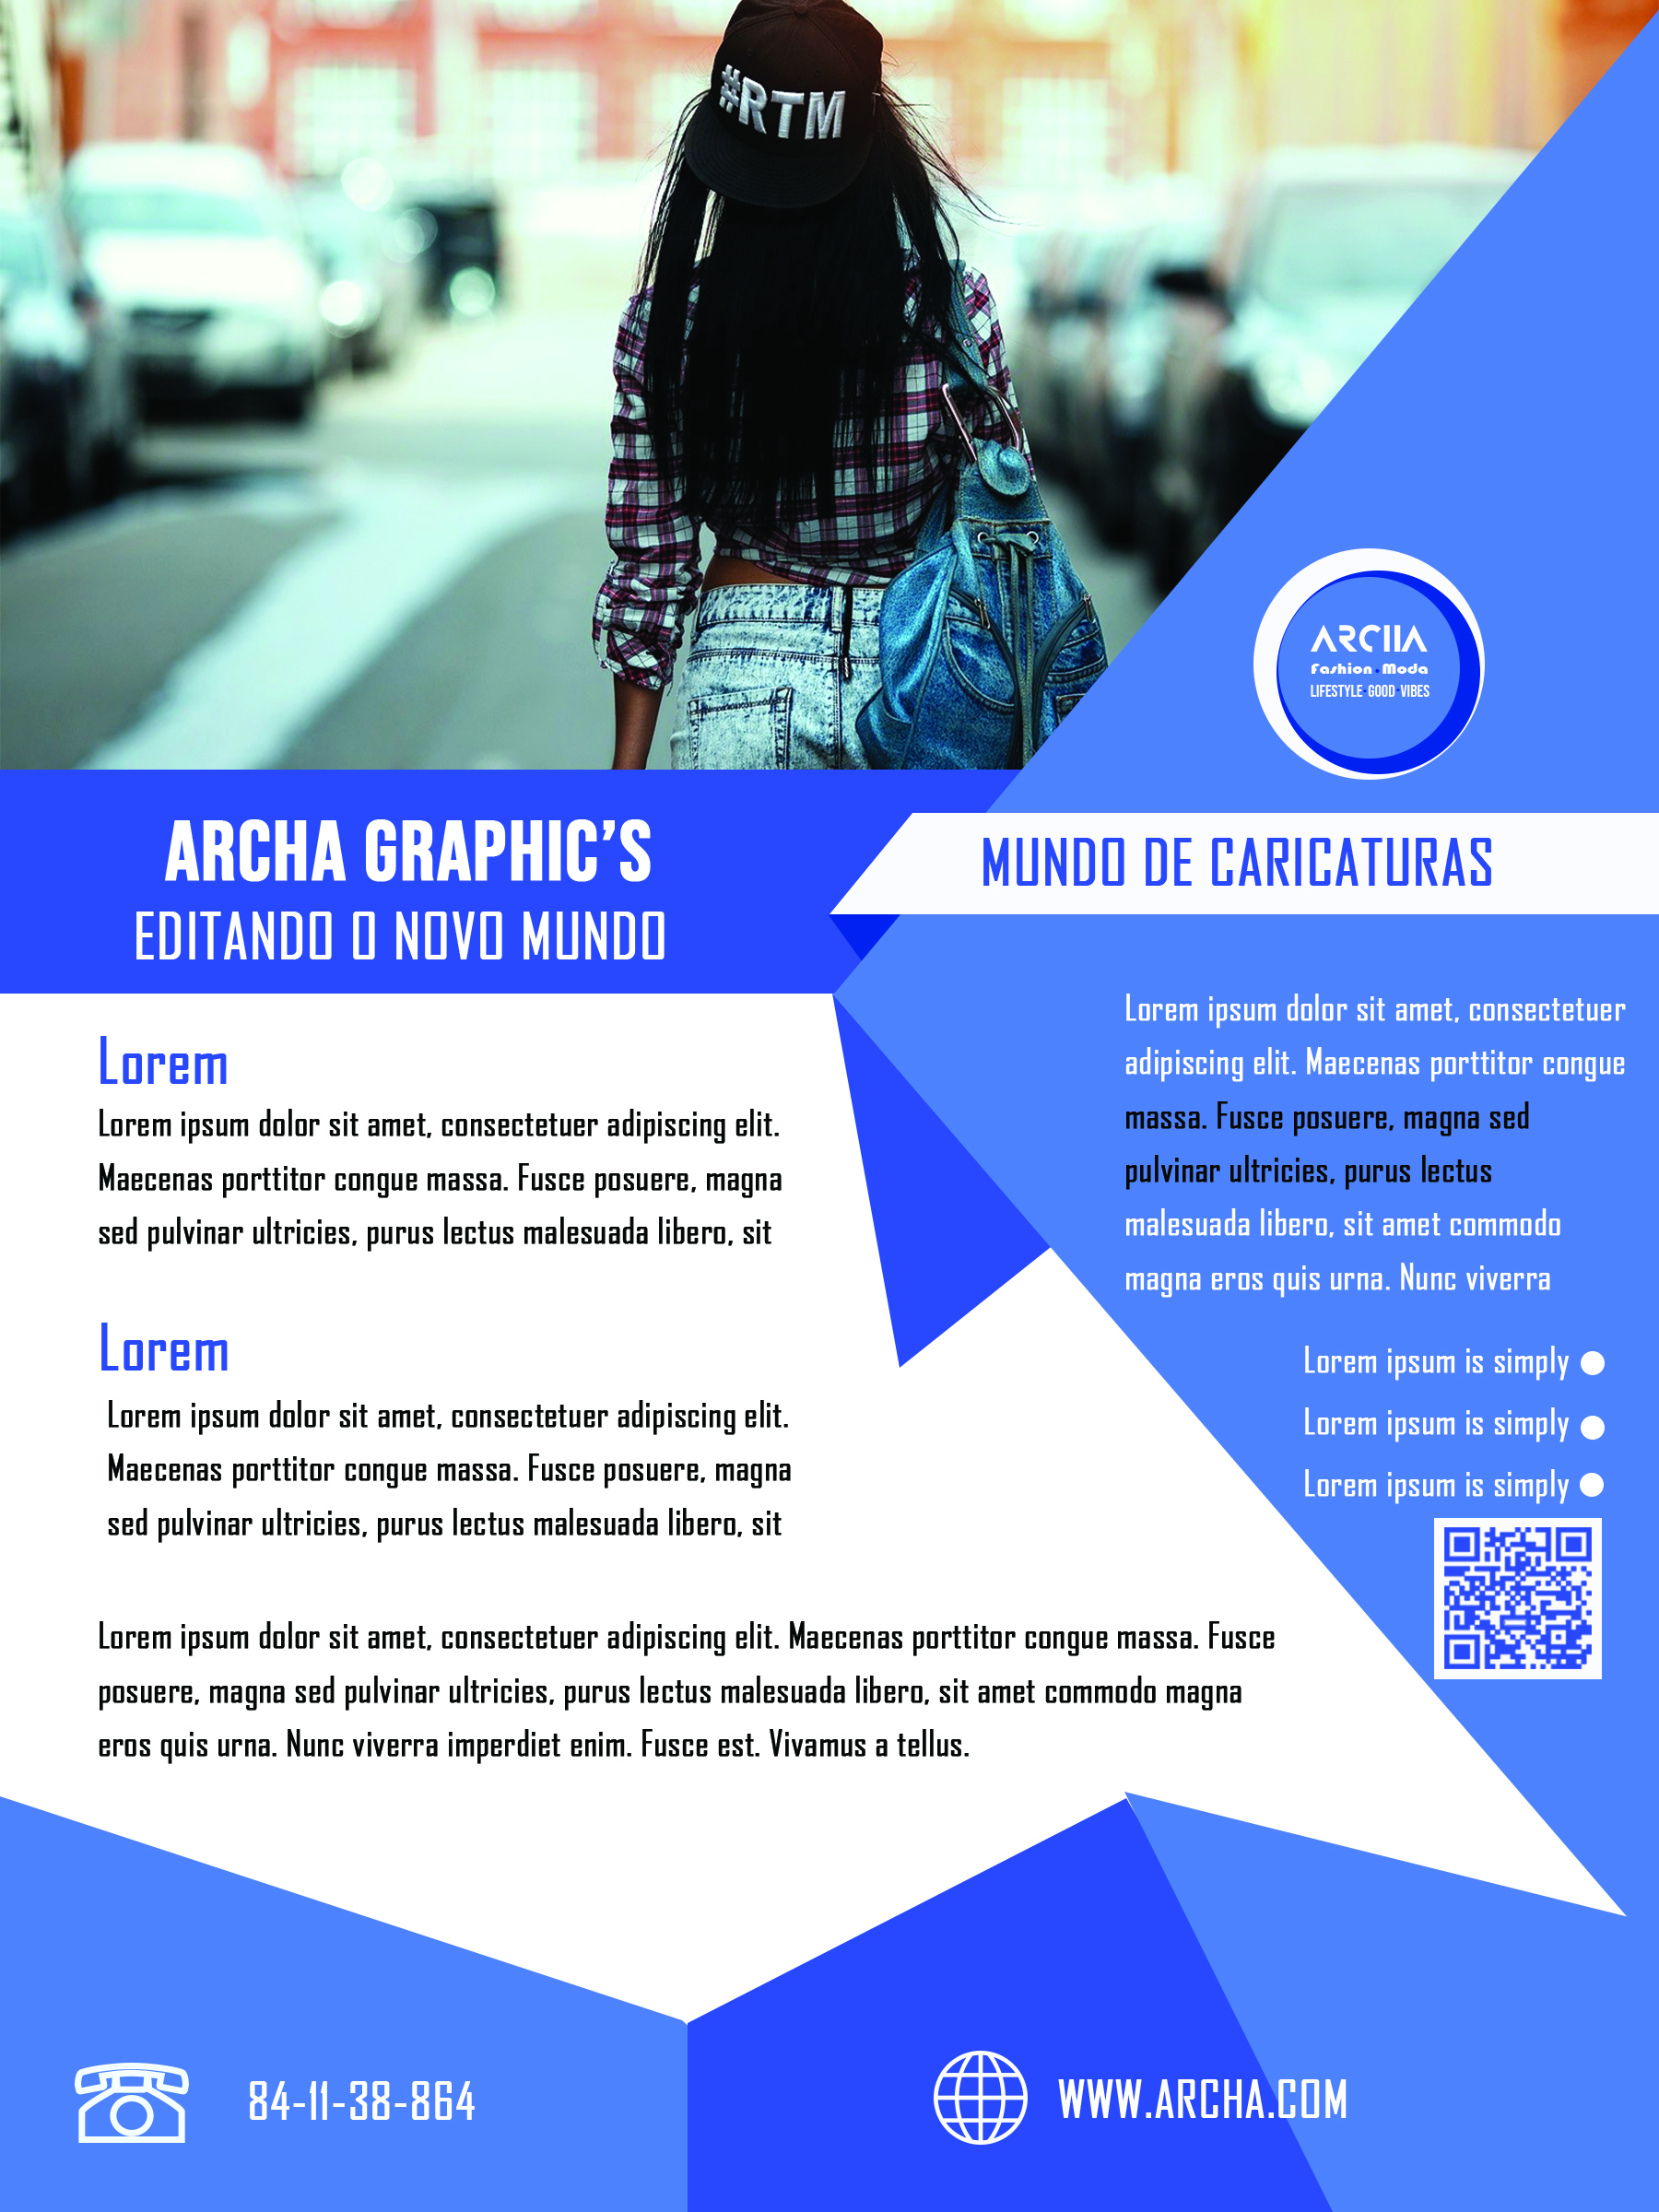 #RTM
ARCHA
Fashion•Moda
LIFESTYLE•GOOD•VIBES
ARCHA GRAPHIC'S
EDITANDO O NOVO MUNDO
MUNDO DE CARICATURAS
Lorem
Lorem ipsum dolor sit amet, consectetuer adipiscing elit.
Maecenas porttitor congue massa. Fusce posuere, magna
sed pulvinar ultricies, purus lectus malesuada libero, sit
Lorem
Lorem ipsum dolor sit amet, consectetuer adipiscing elit.
Maecenas porttitor congue massa. Fusce posuere, magna
sed pulvinar ultricies, purus lectus malesuada libero, sit
Lorem ipsum dolor sit amet, consectetuer adipiscing elit. Maecenas porttitor congue massa. Fusce
posuere, magna sed pulvinar ultricies, purus lectus malesuada libero, sit amet commodo magna
eros quis urna. Nunc viverra imperdiet enim. Fusce est. Vivamus a tellus.
Lorem ipsum dolor sit amet, consectetuer
adipiscing elit. Maecenas porttitor congue
massa. Fusce posuere, magna sed
pulvinar ultricies, purus lectus
malesuada libero, sit amet commodo
magna eros quis urna. Nunc viverra
Lorem ipsum is simply
Lorem ipsum is simply
Lorem ipsum is simply
84-11-38-864
WWW.ARCHA.COM